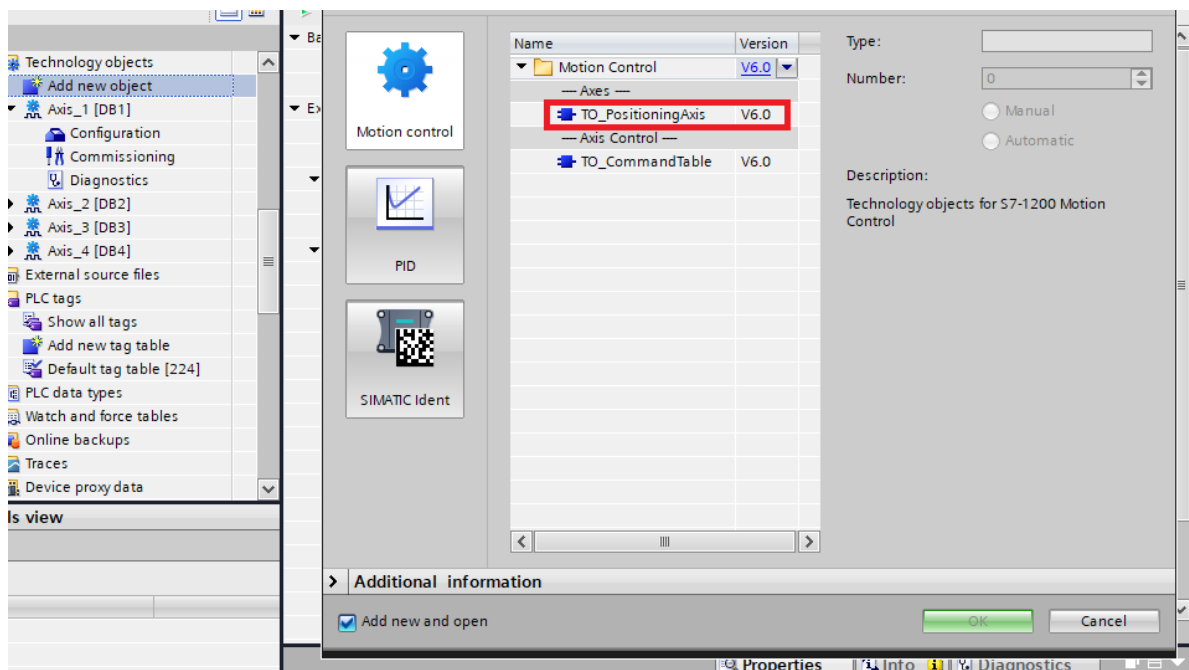 Technology objects
Add new object
Axis_1 [DB1]
Configuration
Commissioning
Diagnostics
Axis_2 [DB2]
Axis_3 [DB3]
Axis_4 [DB4]
External source files
PLC tags
Show all tags
Add new tag table
Default tag table [224]
PLC data types
Watch and force tables
Online backups
Traces
Device proxy data
ls view
Ba
Ex
Motion control
PID
SIMATIC Ident
Name Version
Motion Control V6.0
— Axes —
TO_PositioningAxis V6.0
— Axis Control —
TO_CommandTable V6.0
Type:
Number: 0
Manual
Automatic
Description:
Technology objects for S7-1200 Motion
Control
Additional information
Add new and open
OK Cancel
Properties Info Diagnostics